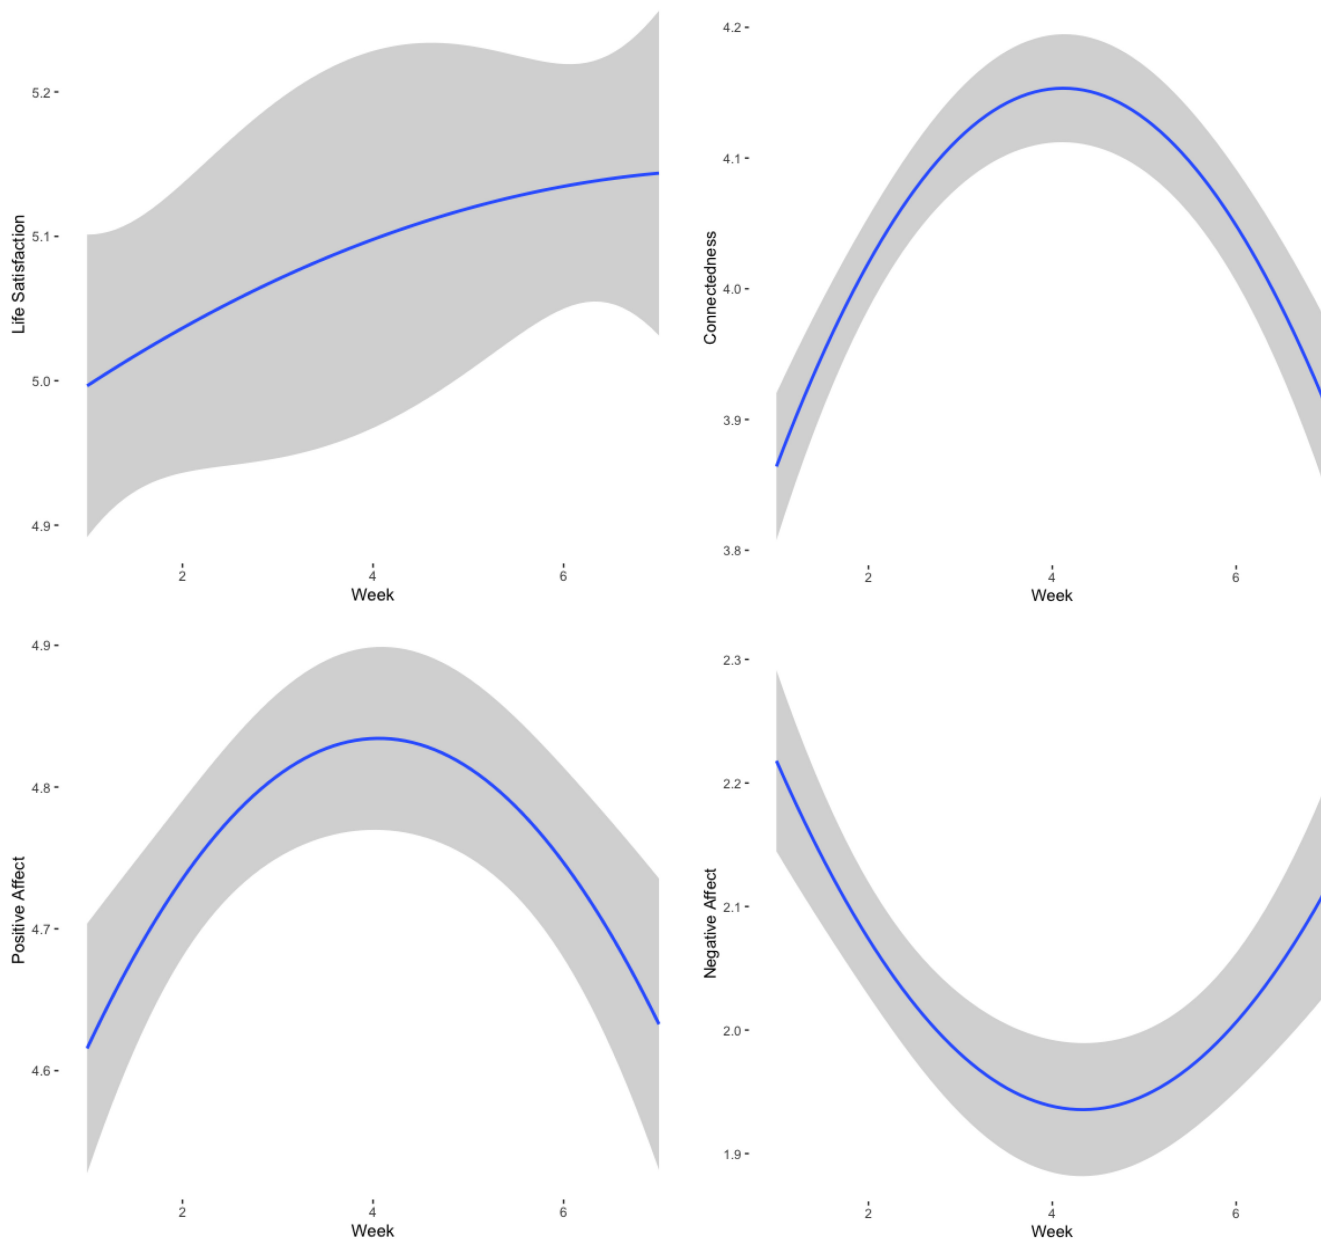 Life Satisfaction
5.2
5.1
5.0
4.9
2 4 6
Week
Connectedness
4.2
4.1
4.0
3.9
3.8
2 4 6
Week
Positive Affect
4.9
4.8
4.7
4.6
2 4 6
Week
Negative Affect
2.3
2.2
2.1
2.0
1.9
2 4 6
Week